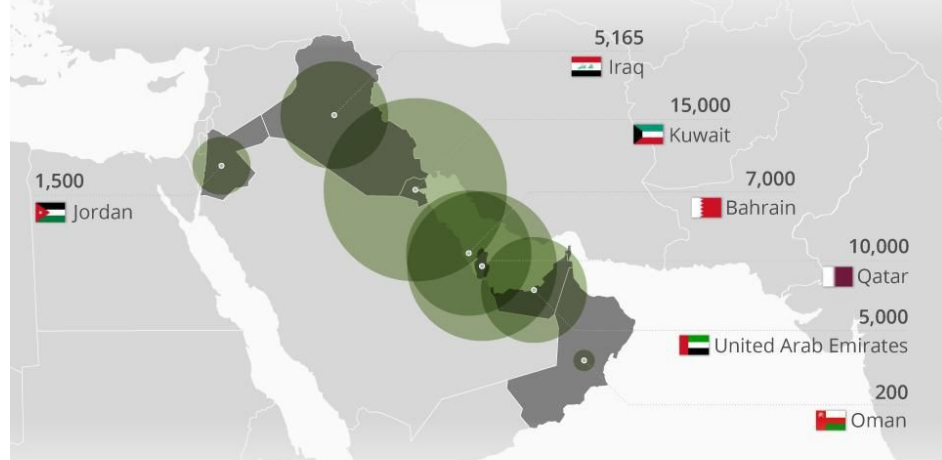 5,165
Iraq
15,000
Kuwait
1,500
Jordan
7,000
Bahrain
10,000
Qatar
5,000
United Arab Emirates
200
Oman